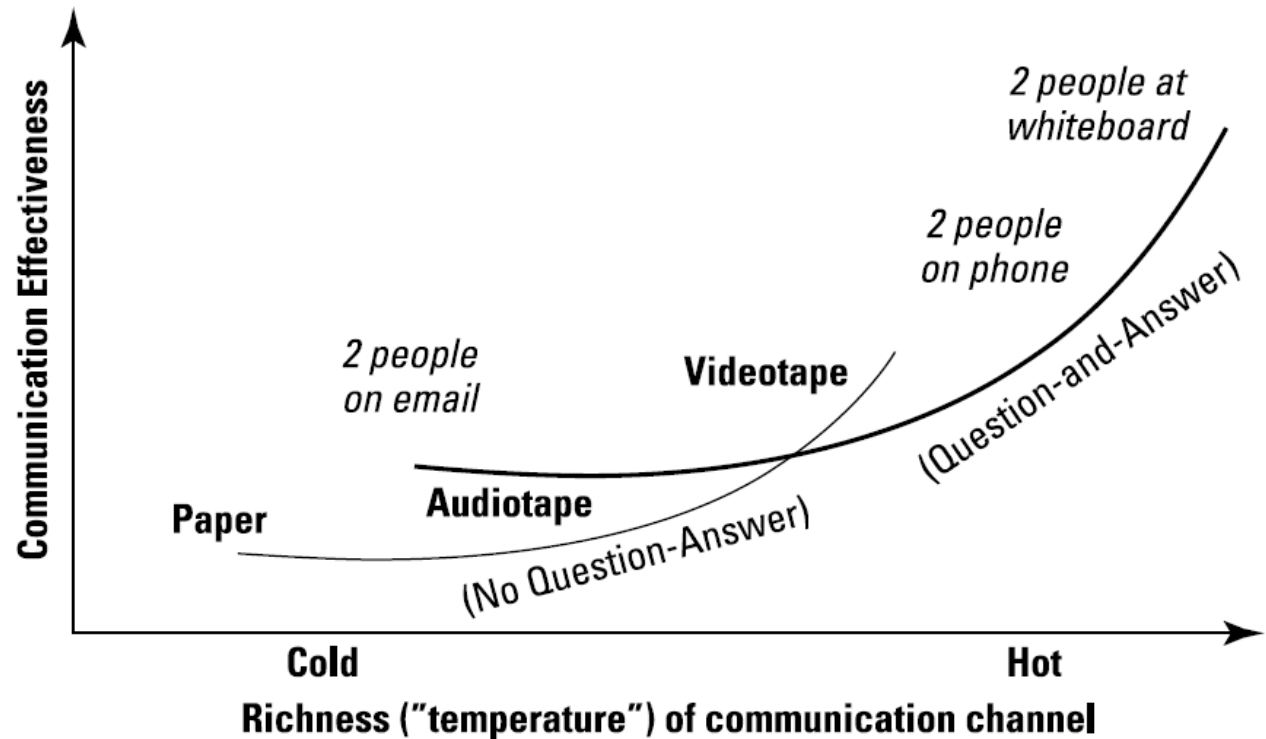 Communication Effectiveness
2 people at
whiteboard
2 people
on phone
2 people
on email
Videotape
Paper
Audiotape
(No Question-Answer)
(Question-and-Answer)
Cold
Hot
Richness (”temperature”) of communication channel